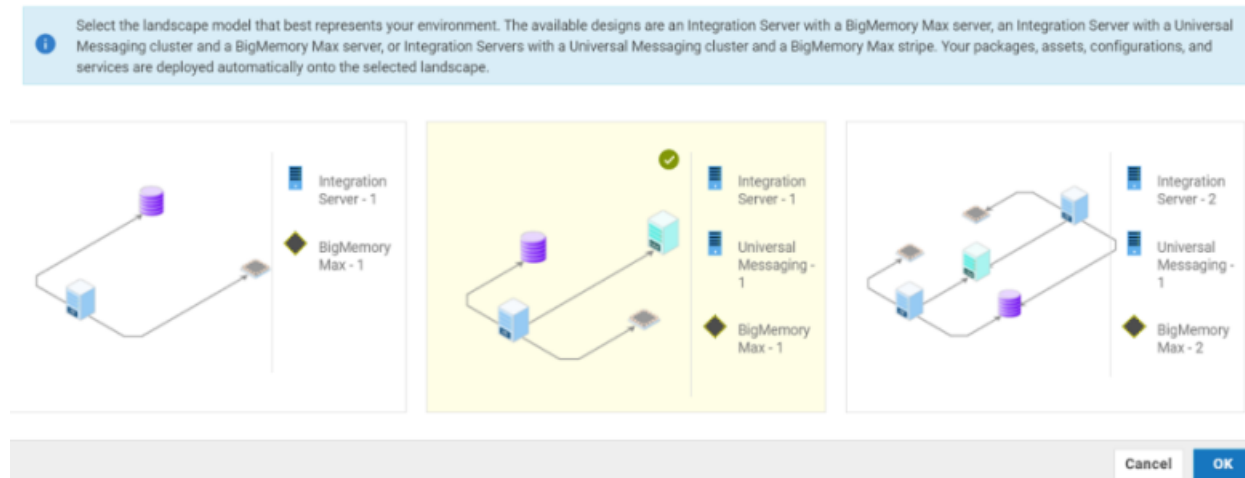 Select the landscape model that best represents your environment. The available designs are an Integration Server with a BigMemory Max server, an Integration Server with a Universal
Messaging cluster and a BigMemory Max server, or Integration Servers with a Universal Messaging cluster and a BigMemory Max stripe. Your packages, assets, configurations, and
services are deployed automatically onto the selected landscape.
Integration
Server - 1
BigMemory
Max - 1
Integration
Server - 1
Universal
Messaging -
1
BigMemory
Max - 1
Integration
Server - 2
Universal
Messaging -
1
BigMemory
Max - 2
Cancel
OK